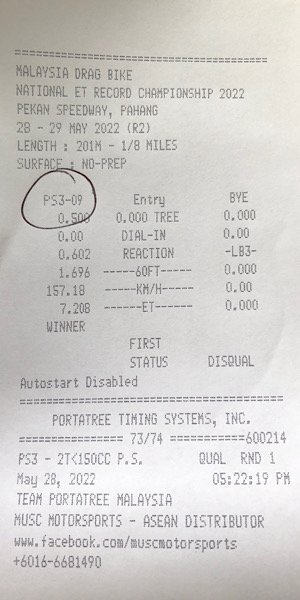 ==================================
MALAYSIA DRAG BIKE
NATIONAL ET RECORD CHAMPIONSHIP 2022
PEKAN SPEEDWAY, PAHANG
28 - 29 MAY 2022 (R2)
LENGTH : 201M - 1/8 MILES
SURFACE : NO-PREP
PS3-09 Entry BYE
0.500 0.000 TREE 0.000
0.00 DIAL-IN 0.00
0.602 REACTION -LB3-
1.696 ------60FT------ 0.000
157.18 ------KM/H------ 0.00
7.208 -------ET------- 0.000
WINNER
FIRST
STATUS DISQUAL
Autostart Disabled
==================================
PORTATREE TIMING SYSTEMS, INC.
============== 73/74 ============600214
PS3 - 2T<150CC P.S. QUAL RND 1
May 28, 2022 05:22:19 PM
TEAM PORTATREE MALAYSIA
MUSC MOTORSPORTS - ASEAN DISTRIBUTOR
www.facebook.com/muscmotorsports
+6016-6681490